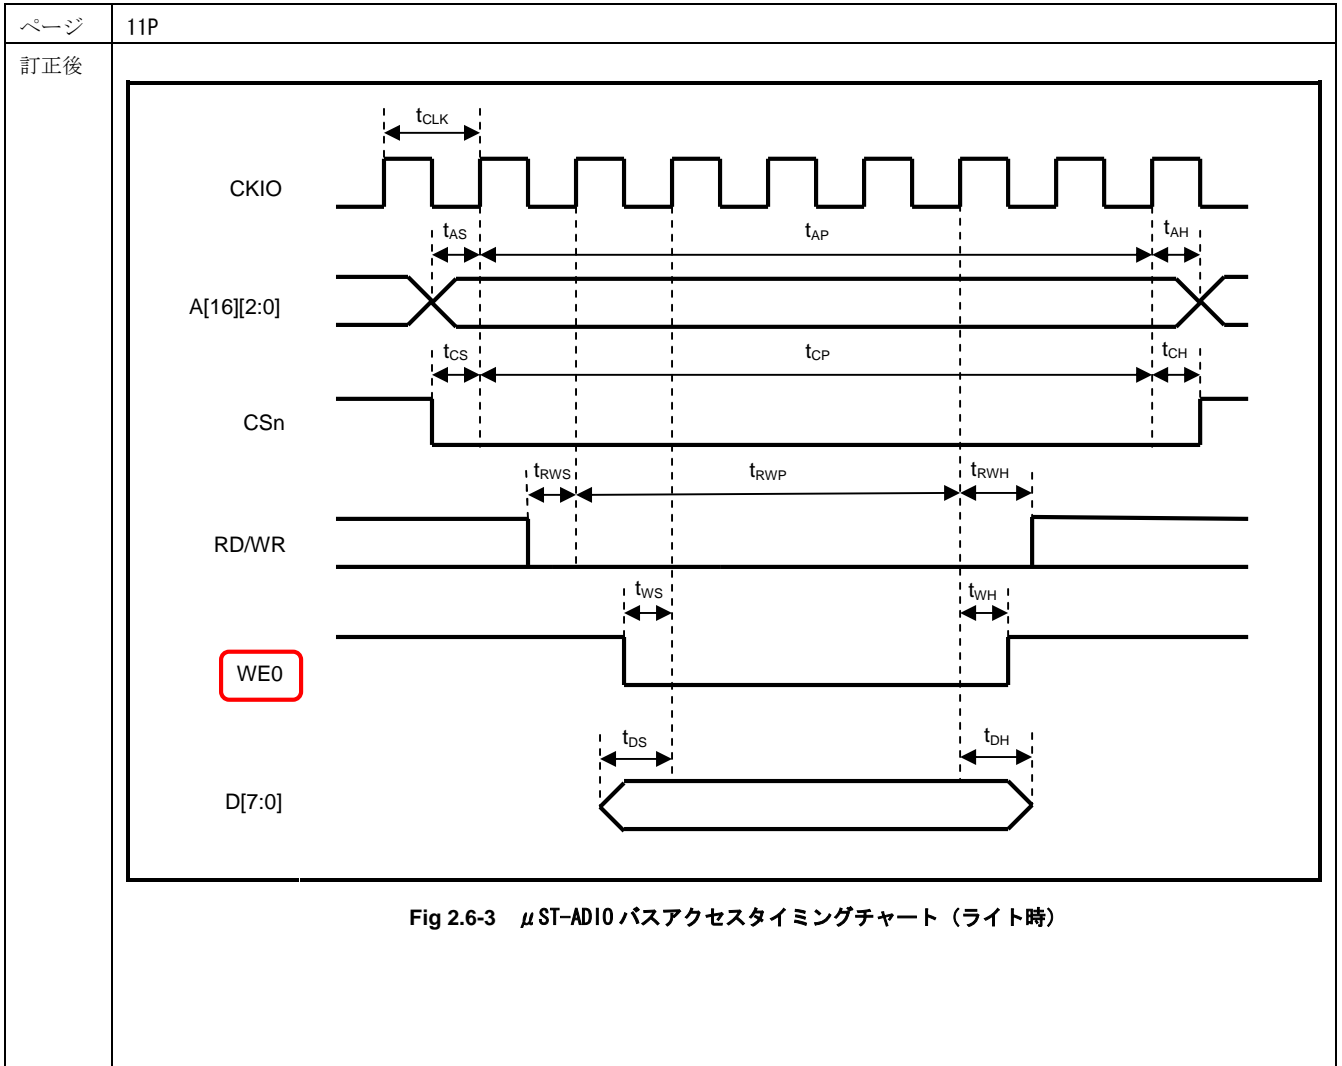 ページ 11P
訂正後
tCLK
CKIO
tAS tAP tAH
A[16][2:0]
tCS tCP tCH
CSn
tRWS tRWP tRWH
RD/WR
tWS tWH
WE0
tDS tDH
D[7:0]
Fig 2.6-3 μST-ADIO バスアクセスタイミングチャート（ライト時）